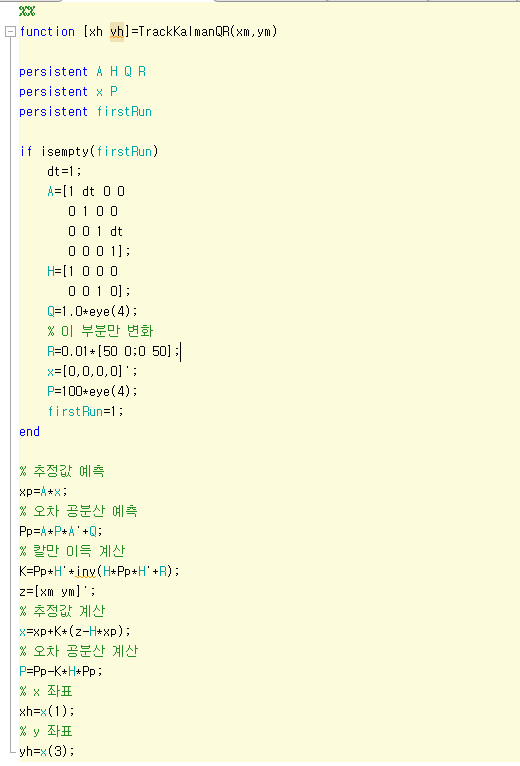 %%
function [xh yh]=TrackKalmanQR(xm,ym)
persistent A H Q R
persistent x P
persistent firstRun
if isempty(firstRun)
dt=1;
A=[1 dt 0 0
0 1 0 0
0 0 1 dt
0 0 0 1];
H=[1 0 0 0
0 0 1 0];
Q=1.0*eye(4);
% 이 부분만 변화
R=0.01*[50 0;0 50];
x=[0,0,0,0]';
P=100*eye(4);
firstRun=1;
end
% 추정값 예측
xp=A*x;
% 오차 공분산 예측
Pp=A*P*A'+Q;
% 칼만 이득 계산
K=Pp*H'*inv(H*Pp*H'+R);
z=[xm ym]';
% 추정값 계산
x=xp+K*(z-H*xp);
% 오차 공분산 계산
P=Pp-K*H*Pp;
% x 좌표
xh=x(1);
% y 좌표
yh=x(3);